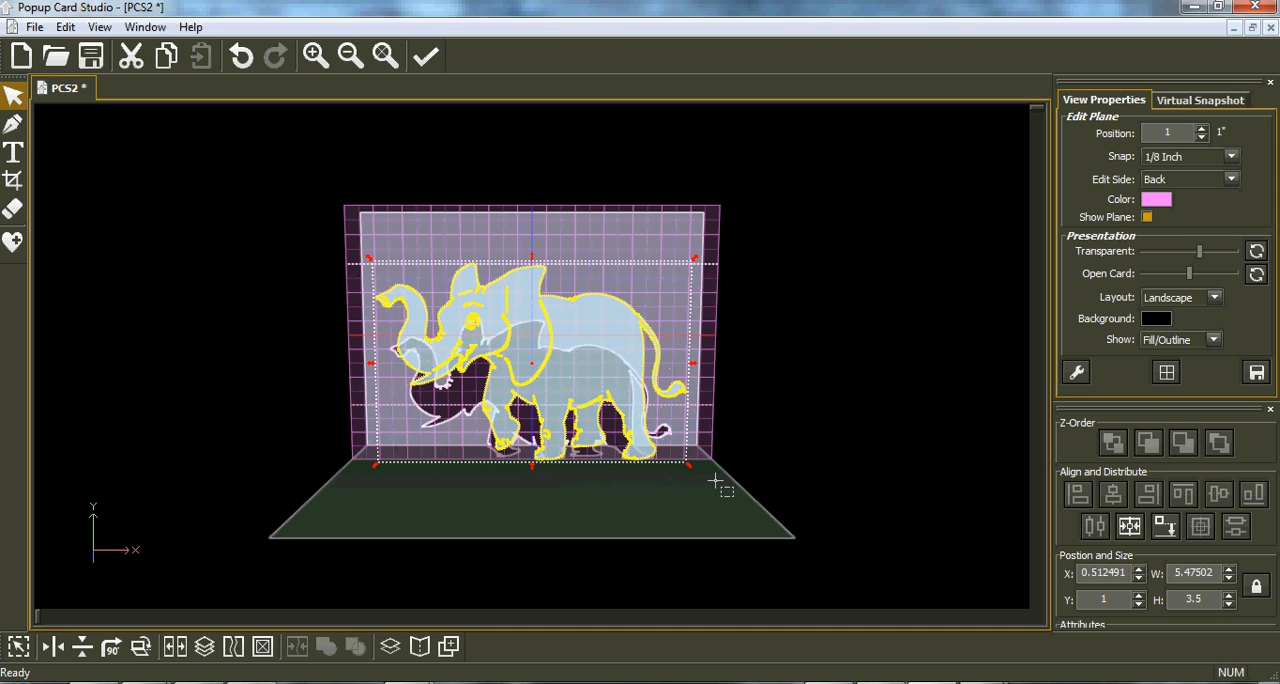 Popup Card Studio - [PCS2 *]
File Edit View Window Help
PCS2 *
T
Y
X
90
View Properties Virtual Snapshot
Edit Plane
Position: 1 1"
Snap: 1/8 Inch
Edit Side: Back
Color:
Show Plane:
Presentation
Transparent:
Open Card:
Layout: Landscape
Background:
Show: Fill/Outline
Z-Order
Align and Distribute
Postion and Size
X: 0.512491 W: 5.47502
Y: 1 H: 3.5
Attributes
Ready NUM